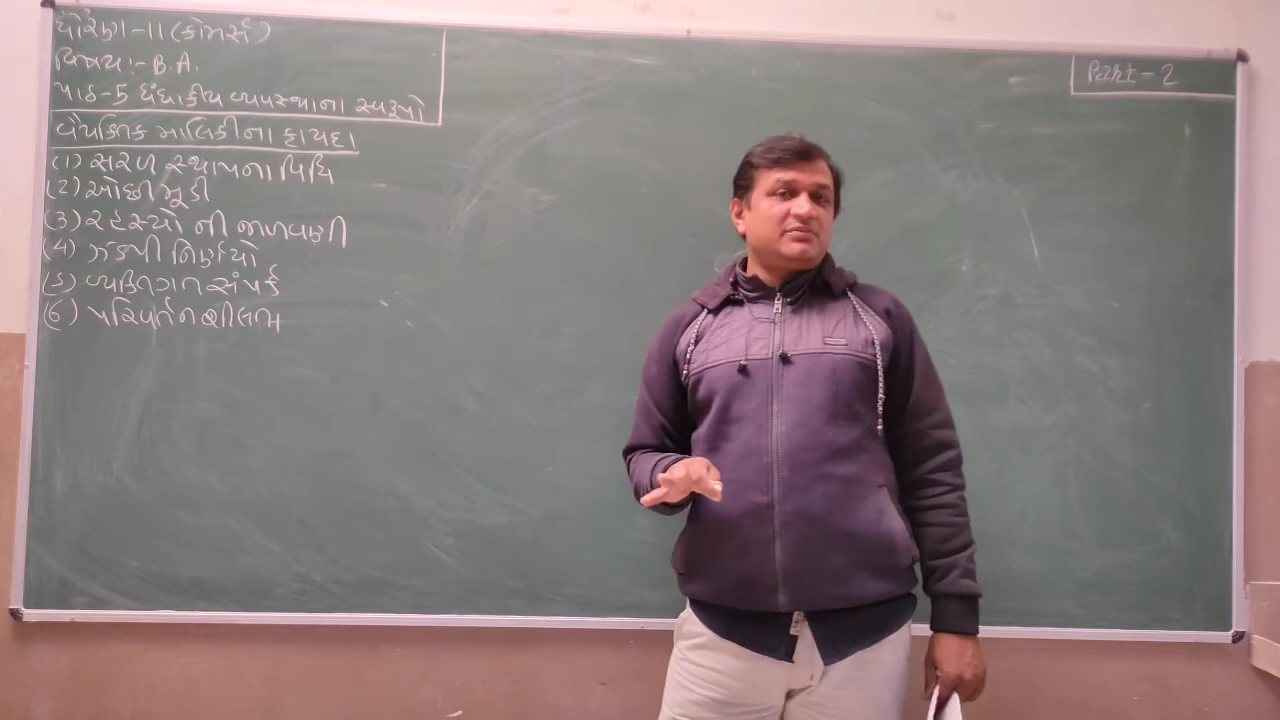 ધોરણ-11 (કોમર્સ)
વિષય:- B.A.
પાઠ-5 ધંધાકીય વ્યવસ્થાના સ્વરૂપો
Part-2
વૈયક્તિક માલિકીના ફાયદા
(1) સરળ સ્થાપના વિધિ
(2) ઓછી મૂડી
(3) રહસ્યો ની જાળવણી
(4) ઝડપી નિર્ણયો
(5) વ્યક્તિગત સંપર્ક
(6) પરિવર્તનશીલતા